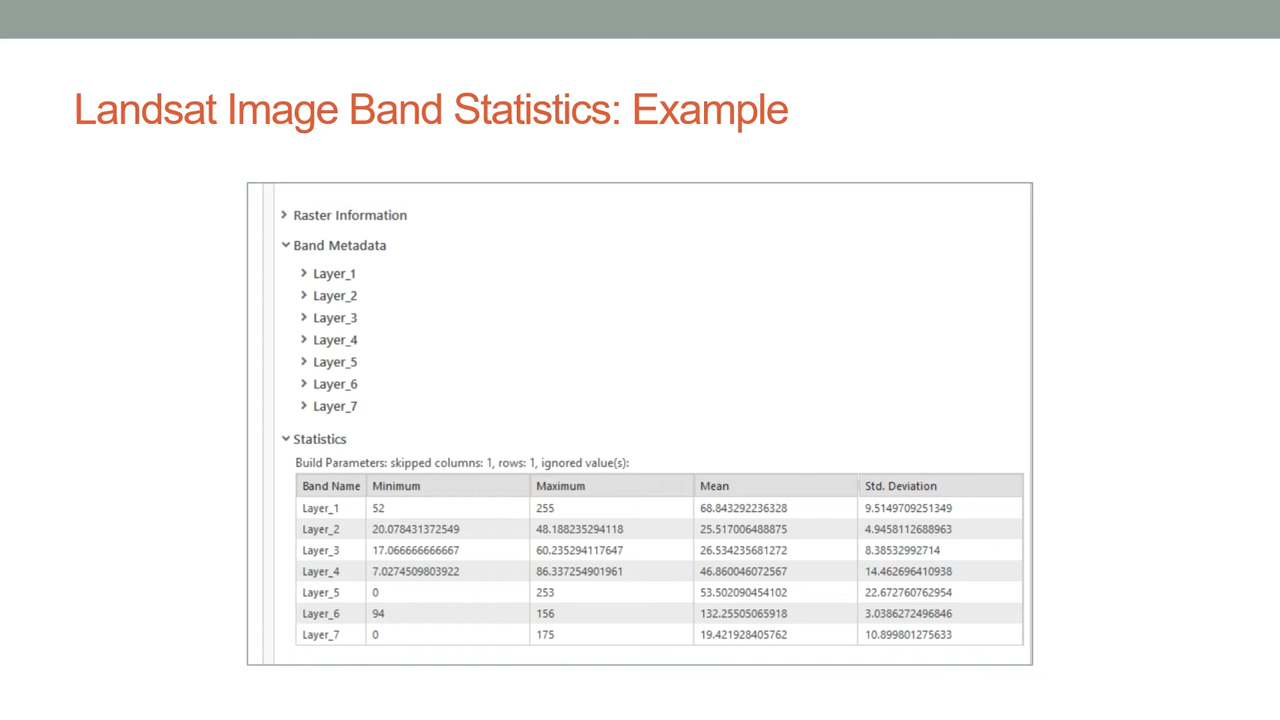 Landsat Image Band Statistics: Example
Raster Information
Band Metadata
Layer_1
Layer_2
Layer_3
Layer_4
Layer_5
Layer_6
Layer_7
Statistics
Build Parameters: skipped columns: 1, rows: 1, ignored value(s):
Band Name Minimum Maximum Mean Std. Deviation
Layer_1 52 255 68.843292236328 9.5149709251349
Layer_2 20.078431372549 48.188235294118 25.517006488875 4.9458112688963
Layer_3 17.066666666667 60.235294117647 26.534235681272 8.38532992714
Layer_4 7.0274509803922 86.337254901961 46.860046072567 14.462696410938
Layer_5 0 253 53.502090454102 22.672760762954
Layer_6 94 156 132.25505065918 3.0386272496846
Layer_7 0 175 19.421928405762 10.899801275633